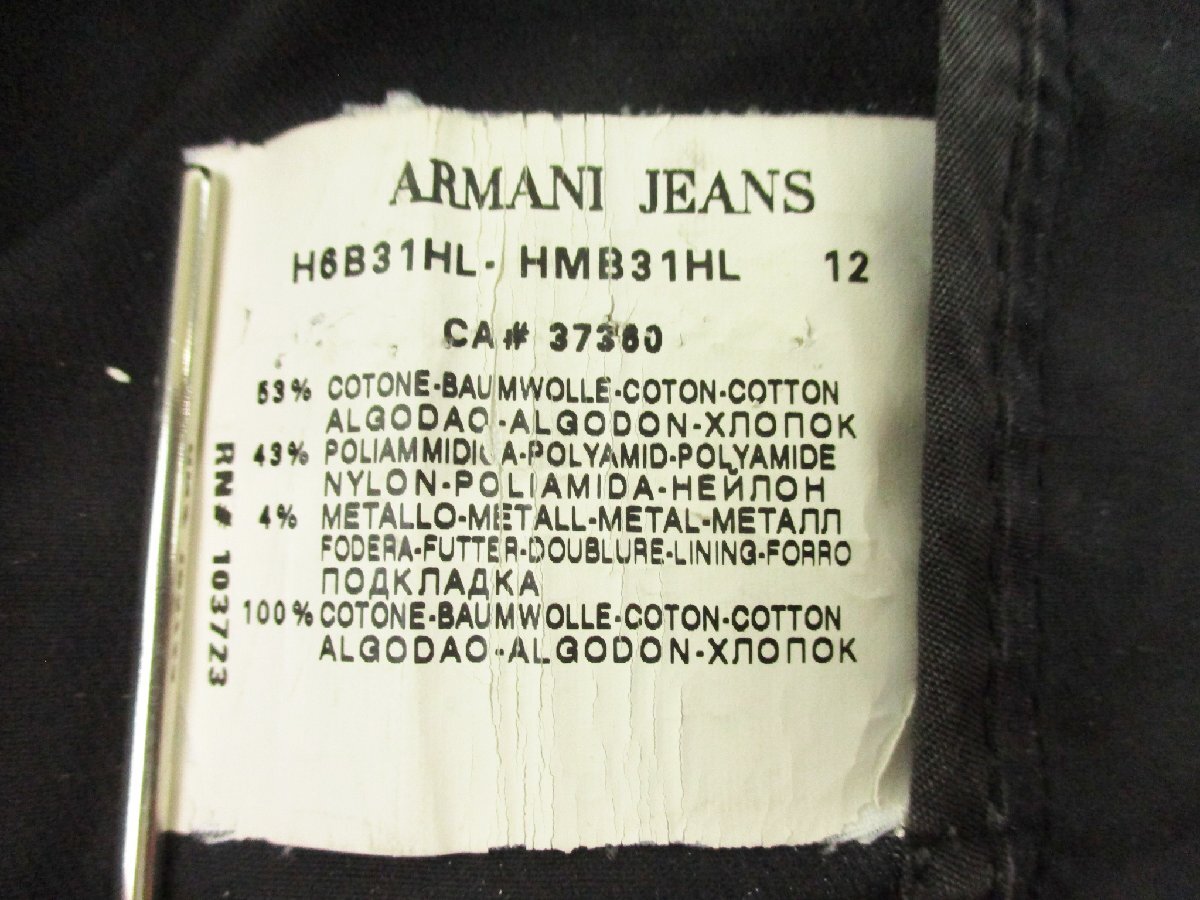 ARMANI JEANS
H6B31HL - HMB31HL 12
CA# 37360
53% COTONE-BAUMWOLLE-COTON-COTTON
ALGODAO-ALGODON-ХЛОПОК
43% POLIAMMIDICA-POLYAMID-POLYAMIDE
NYLON-POLIAMIDA-НЕЙЛОН
4% METALLO-METALL-METAL-МЕТАЛЛ
FODERA-FUTTER-DOUBLURE-LINING-FORRO
ПОДКЛАДКА
100% COTONE-BAUMWOLLE-COTON-COTTON
ALGODAO-ALGODON-ХЛОПОК
RN# 103723